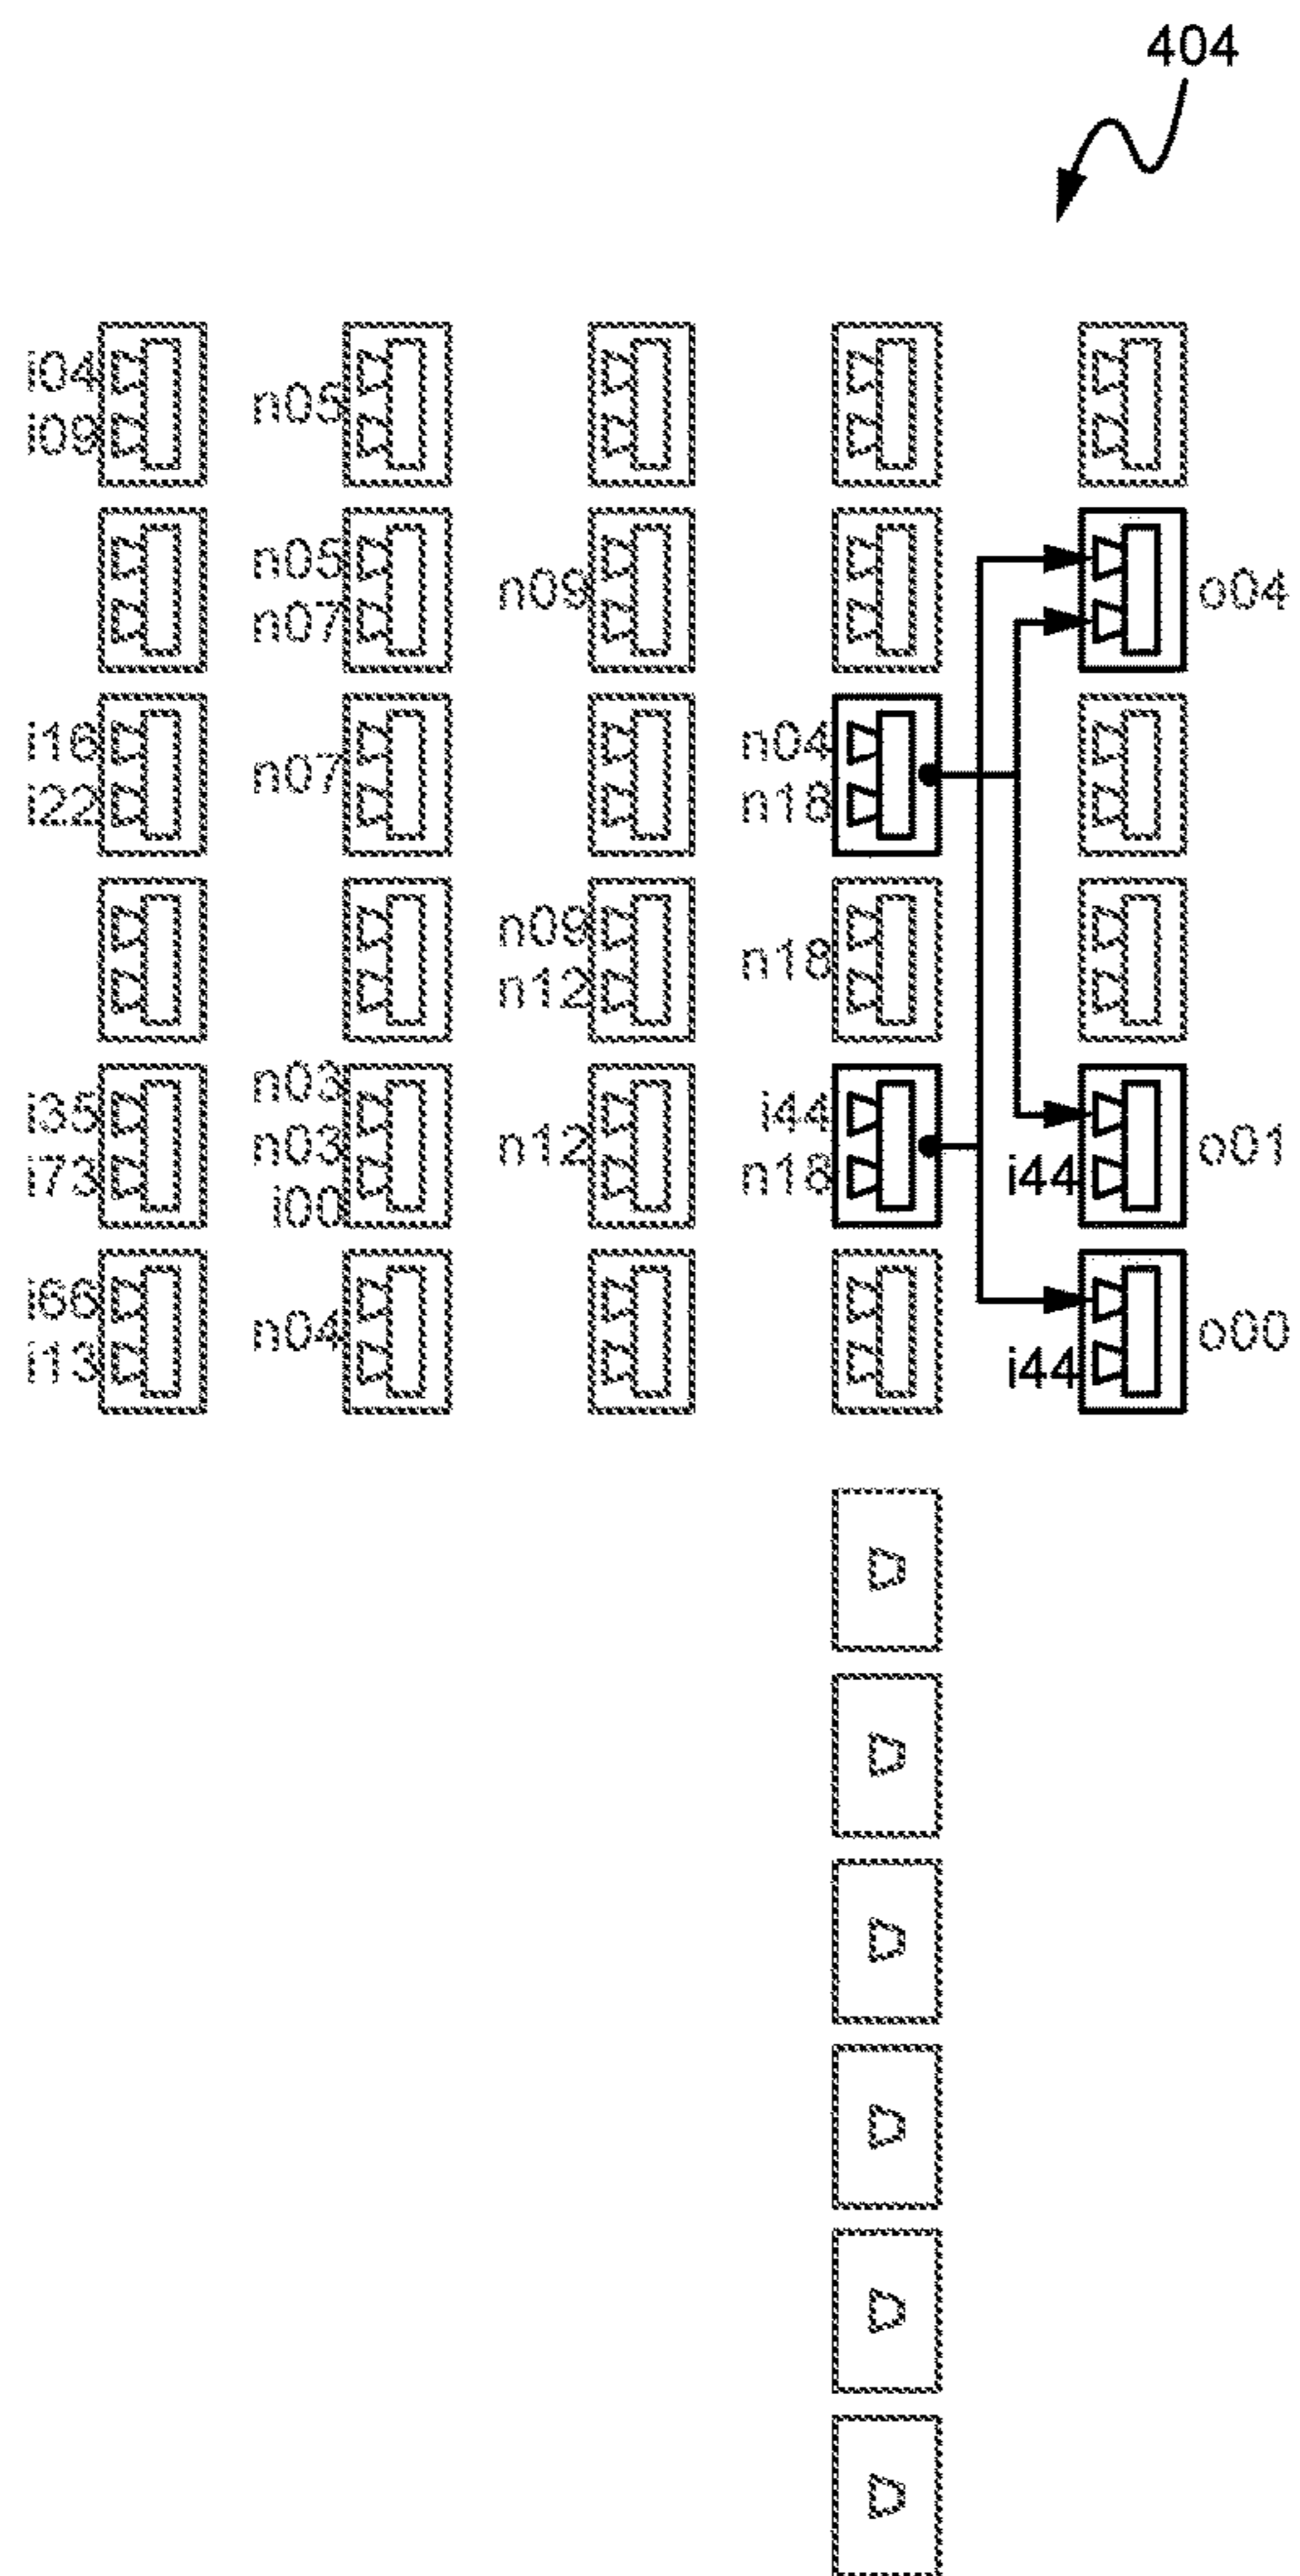 404
i04
i09 n05
n05
n07 n09 o04
i16 n04
i22 n07 n18
n09
n12 n18
i35 n03 i44
i73 n03 n12 n18 i44 o01
i00
i66
i13 n04 i44 o00